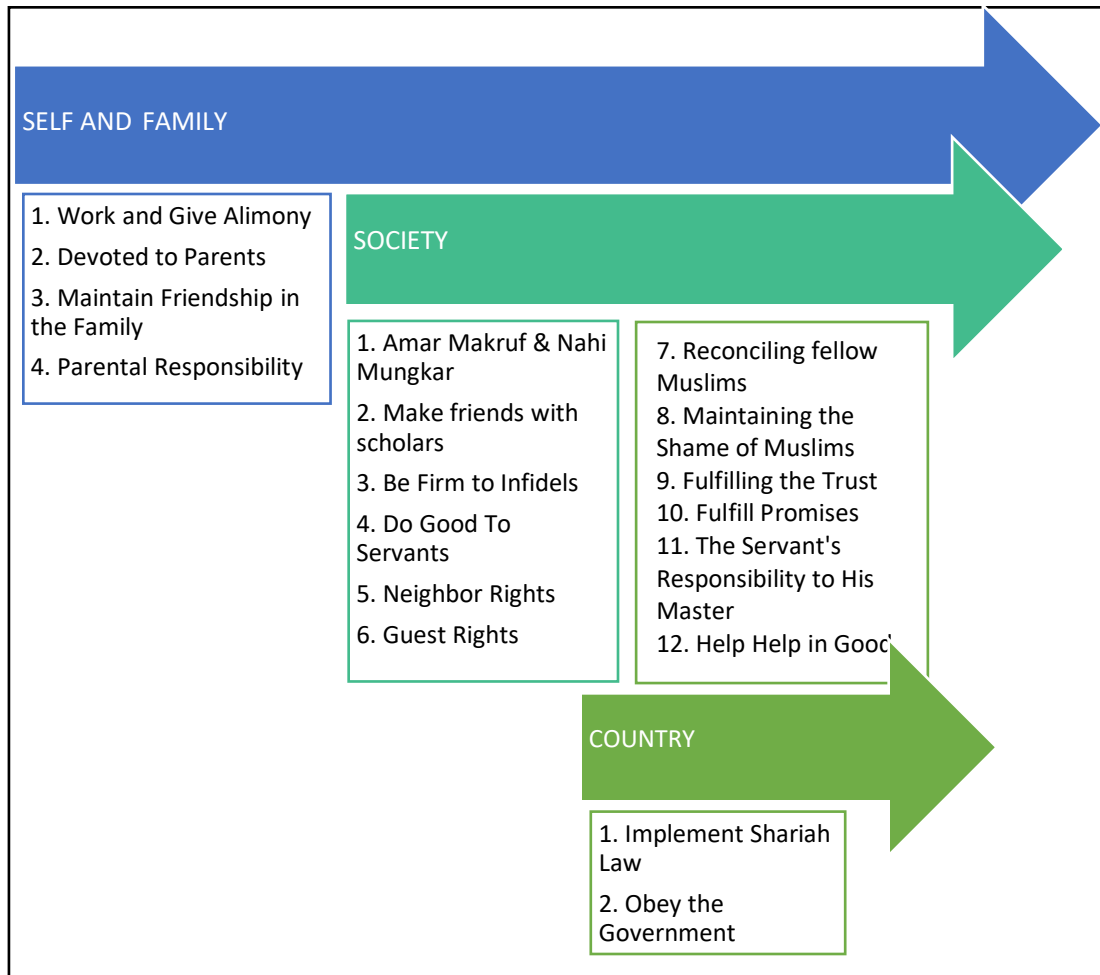 SELF AND FAMILY
1. Work and Give Alimony
2. Devoted to Parents
3. Maintain Friendship in
the Family
4. Parental Responsibility
SOCIETY
1. Amar Makruf & Nahi
Mungkar
2. Make friends with
scholars
3. Be Firm to Infidels
4. Do Good To
Servants
5. Neighbor Rights
6. Guest Rights
7. Reconciling fellow
Muslims
8. Maintaining the
Shame of Muslims
9. Fulfilling the Trust
10. Fulfill Promises
11. The Servant's
Responsibility to His
Master
12. Help Help in Good
COUNTRY
1. Implement Shariah
Law
2. Obey the
Government